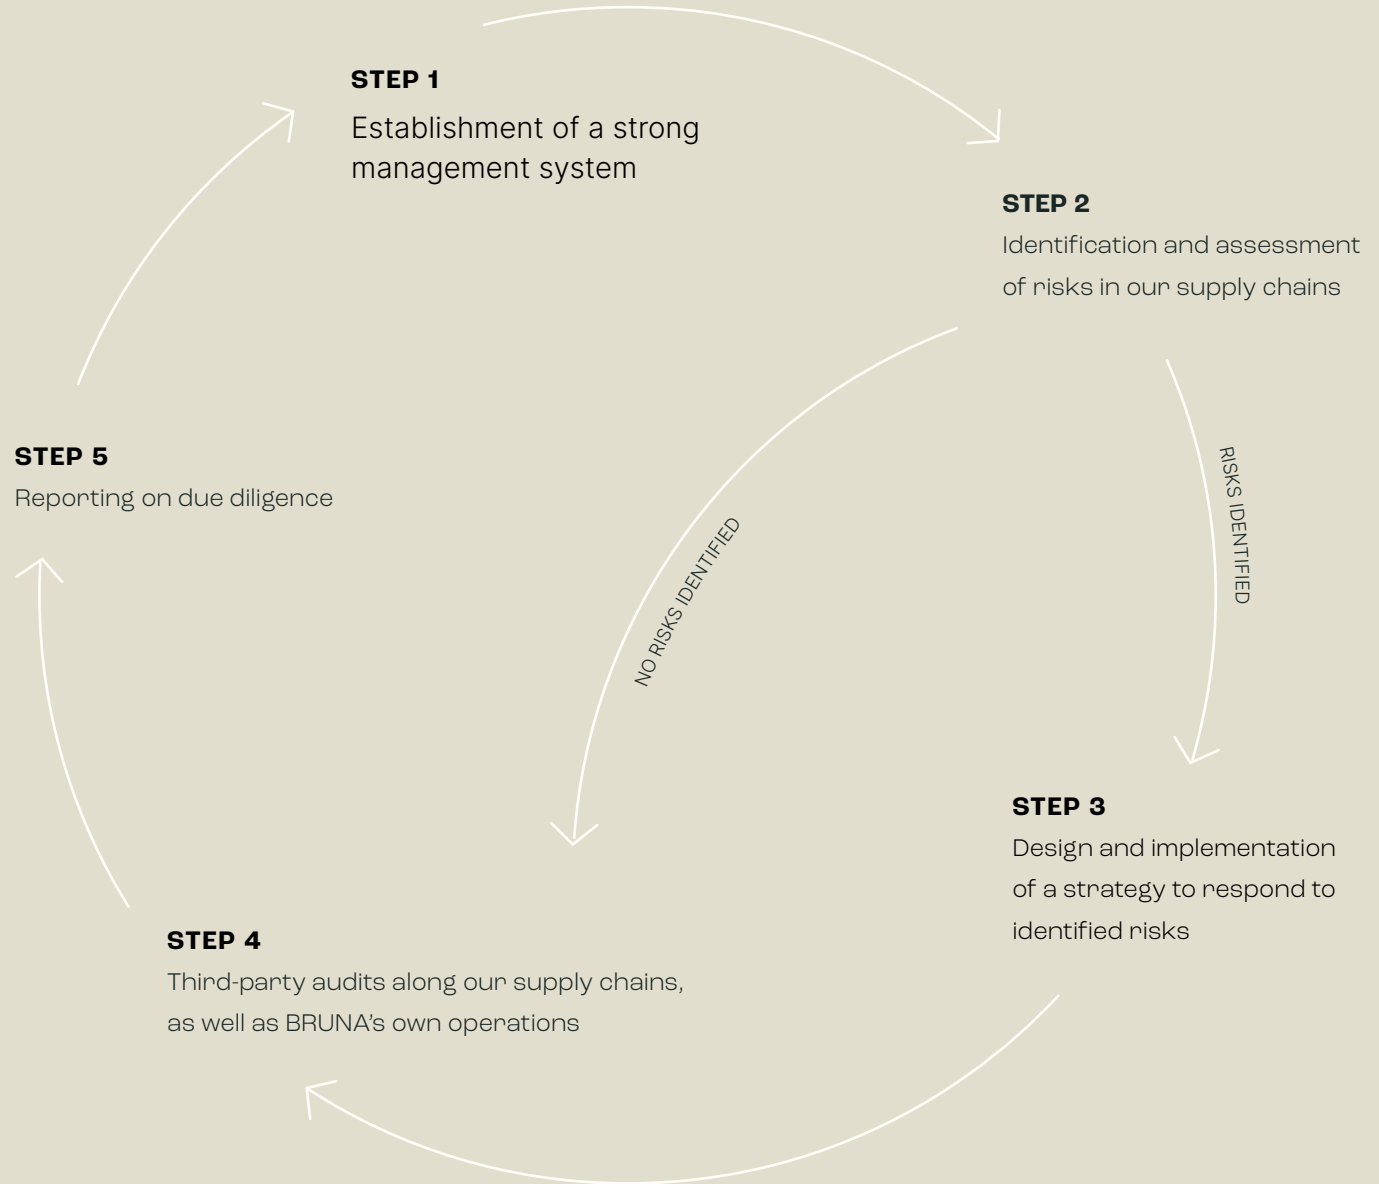 STEP 1
Establishment of a strong
management system
STEP 2
Identification and assessment
of risks in our supply chains
RISKS IDENTIFIED
NO RISKS IDENTIFIED
STEP 3
Design and implementation
of a strategy to respond to
identified risks
STEP 4
Third-party audits along our supply chains,
as well as BRUNA’s own operations
STEP 5
Reporting on due diligence